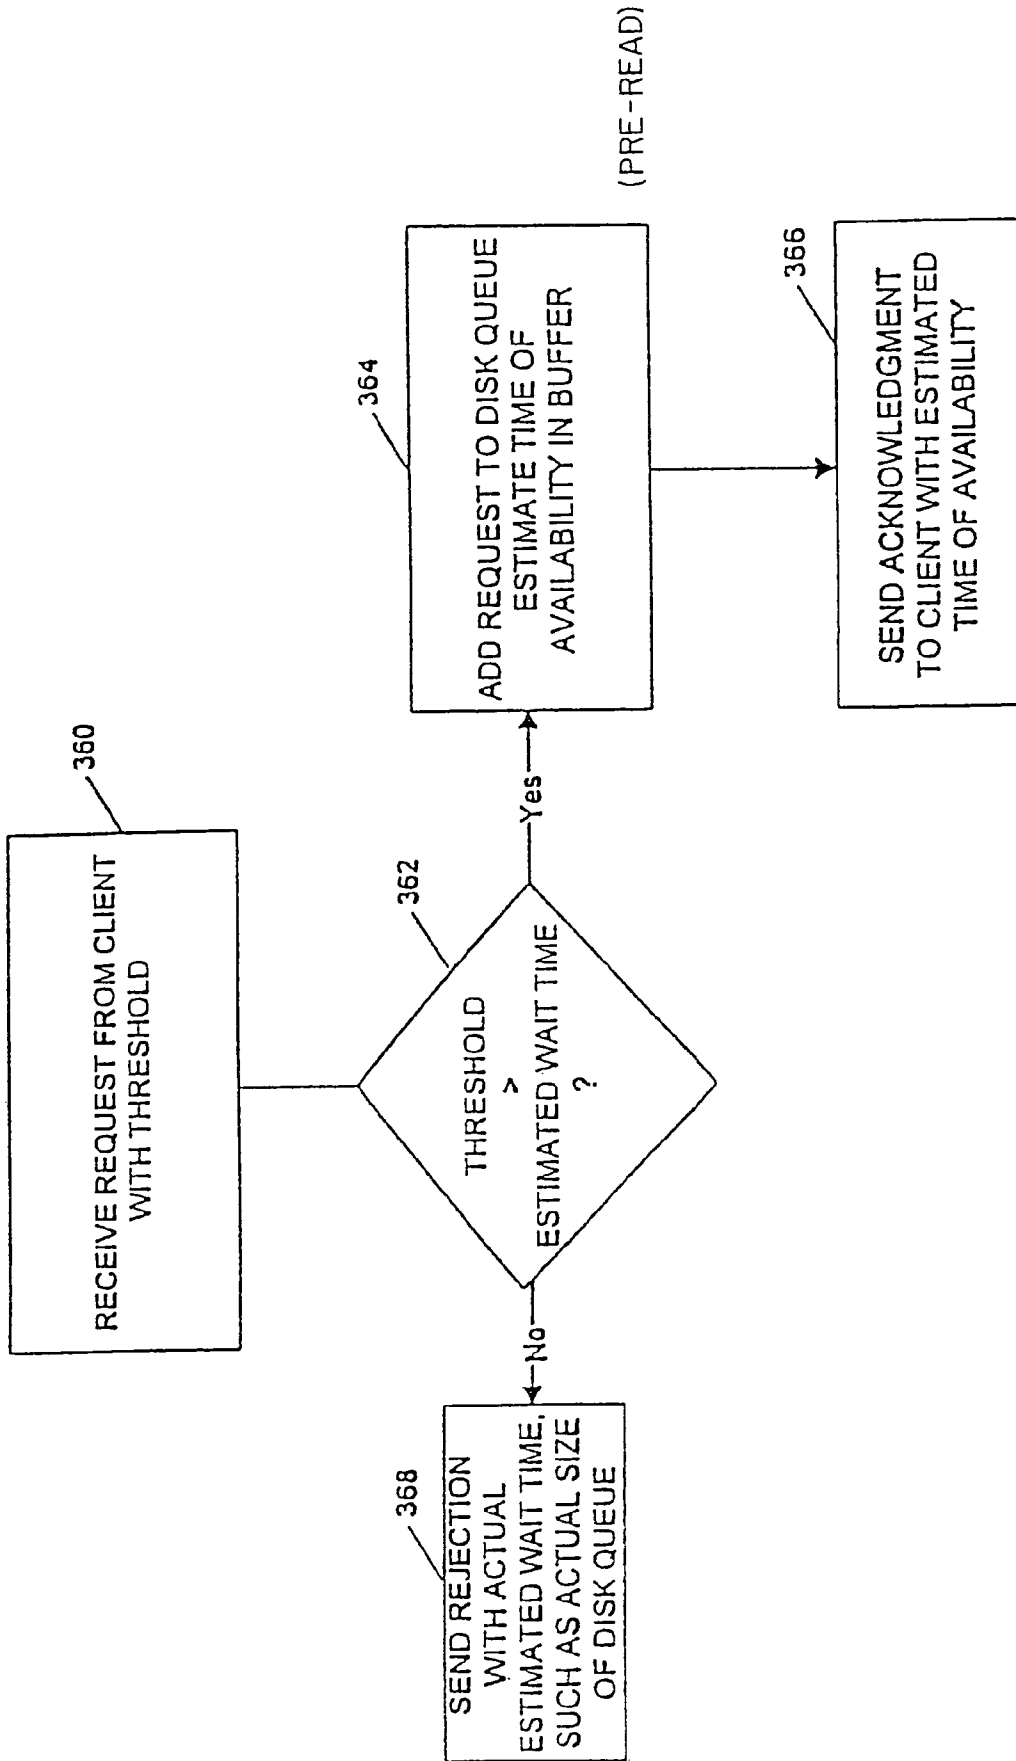 360
RECEIVE REQUEST FROM CLIENT
WITH THRESHOLD
362
THRESHOLD
>
ESTIMATED WAIT TIME
?
No
Yes
368
SEND REJECTION
WITH ACTUAL
ESTIMATED WAIT TIME,
SUCH AS ACTUAL SIZE
OF DISK QUEUE
364
ADD REQUEST TO DISK QUEUE
ESTIMATE TIME OF
AVAILABILITY IN BUFFER
(PRE-READ)
366
SEND ACKNOWLEDGMENT
TO CLIENT WITH ESTIMATED
TIME OF AVAILABILITY